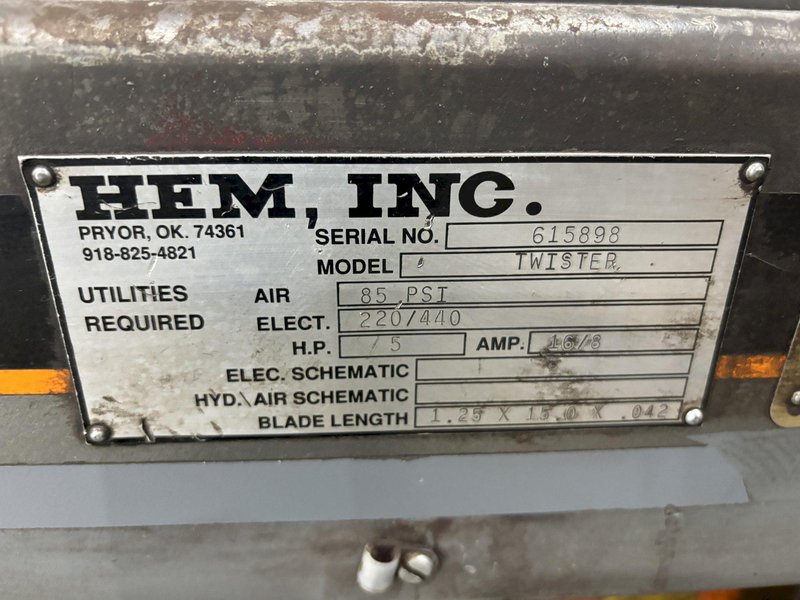 HEM, INC.
PRYOR, OK. 74361
918-825-4821
SERIAL NO. 615898
MODEL TWISTER
UTILITIES REQUIRED
AIR 85 PSI
ELECT. 220/440
H.P. 5 AMP. 16/8
ELEC. SCHEMATIC
HYD./AIR SCHEMATIC
BLADE LENGTH 1.25 X 15.0 X .042